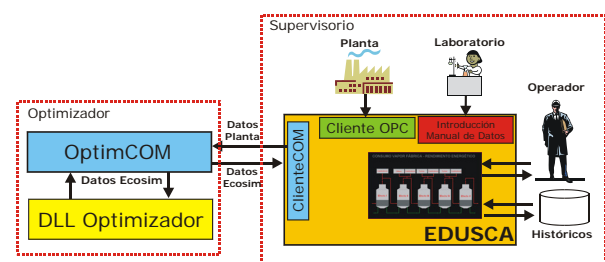 Supervisorio
Planta
Laboratorio
Operador
Optimizador
Datos
Planta
OptimCOM
Datos
Ecosim
Datos Ecosim
DLL Optimizador
ClienteCOM
Cliente OPC
Introducción
Manual de Datos
EDUSCA
Históricos